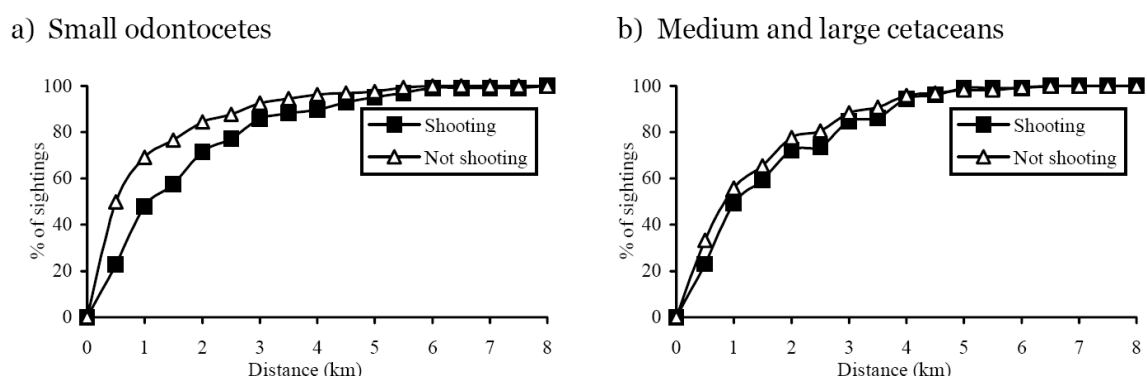 a) Small odontocetes
% of sightings
100
80
60
40
20
0
Shooting
Not shooting
0 1 2 3 4 5 6 7 8
Distance (km)
b) Medium and large cetaceans
% of sightings
100
80
60
40
20
0
Shooting
Not shooting
0 1 2 3 4 5 6 7 8
Distance (km)